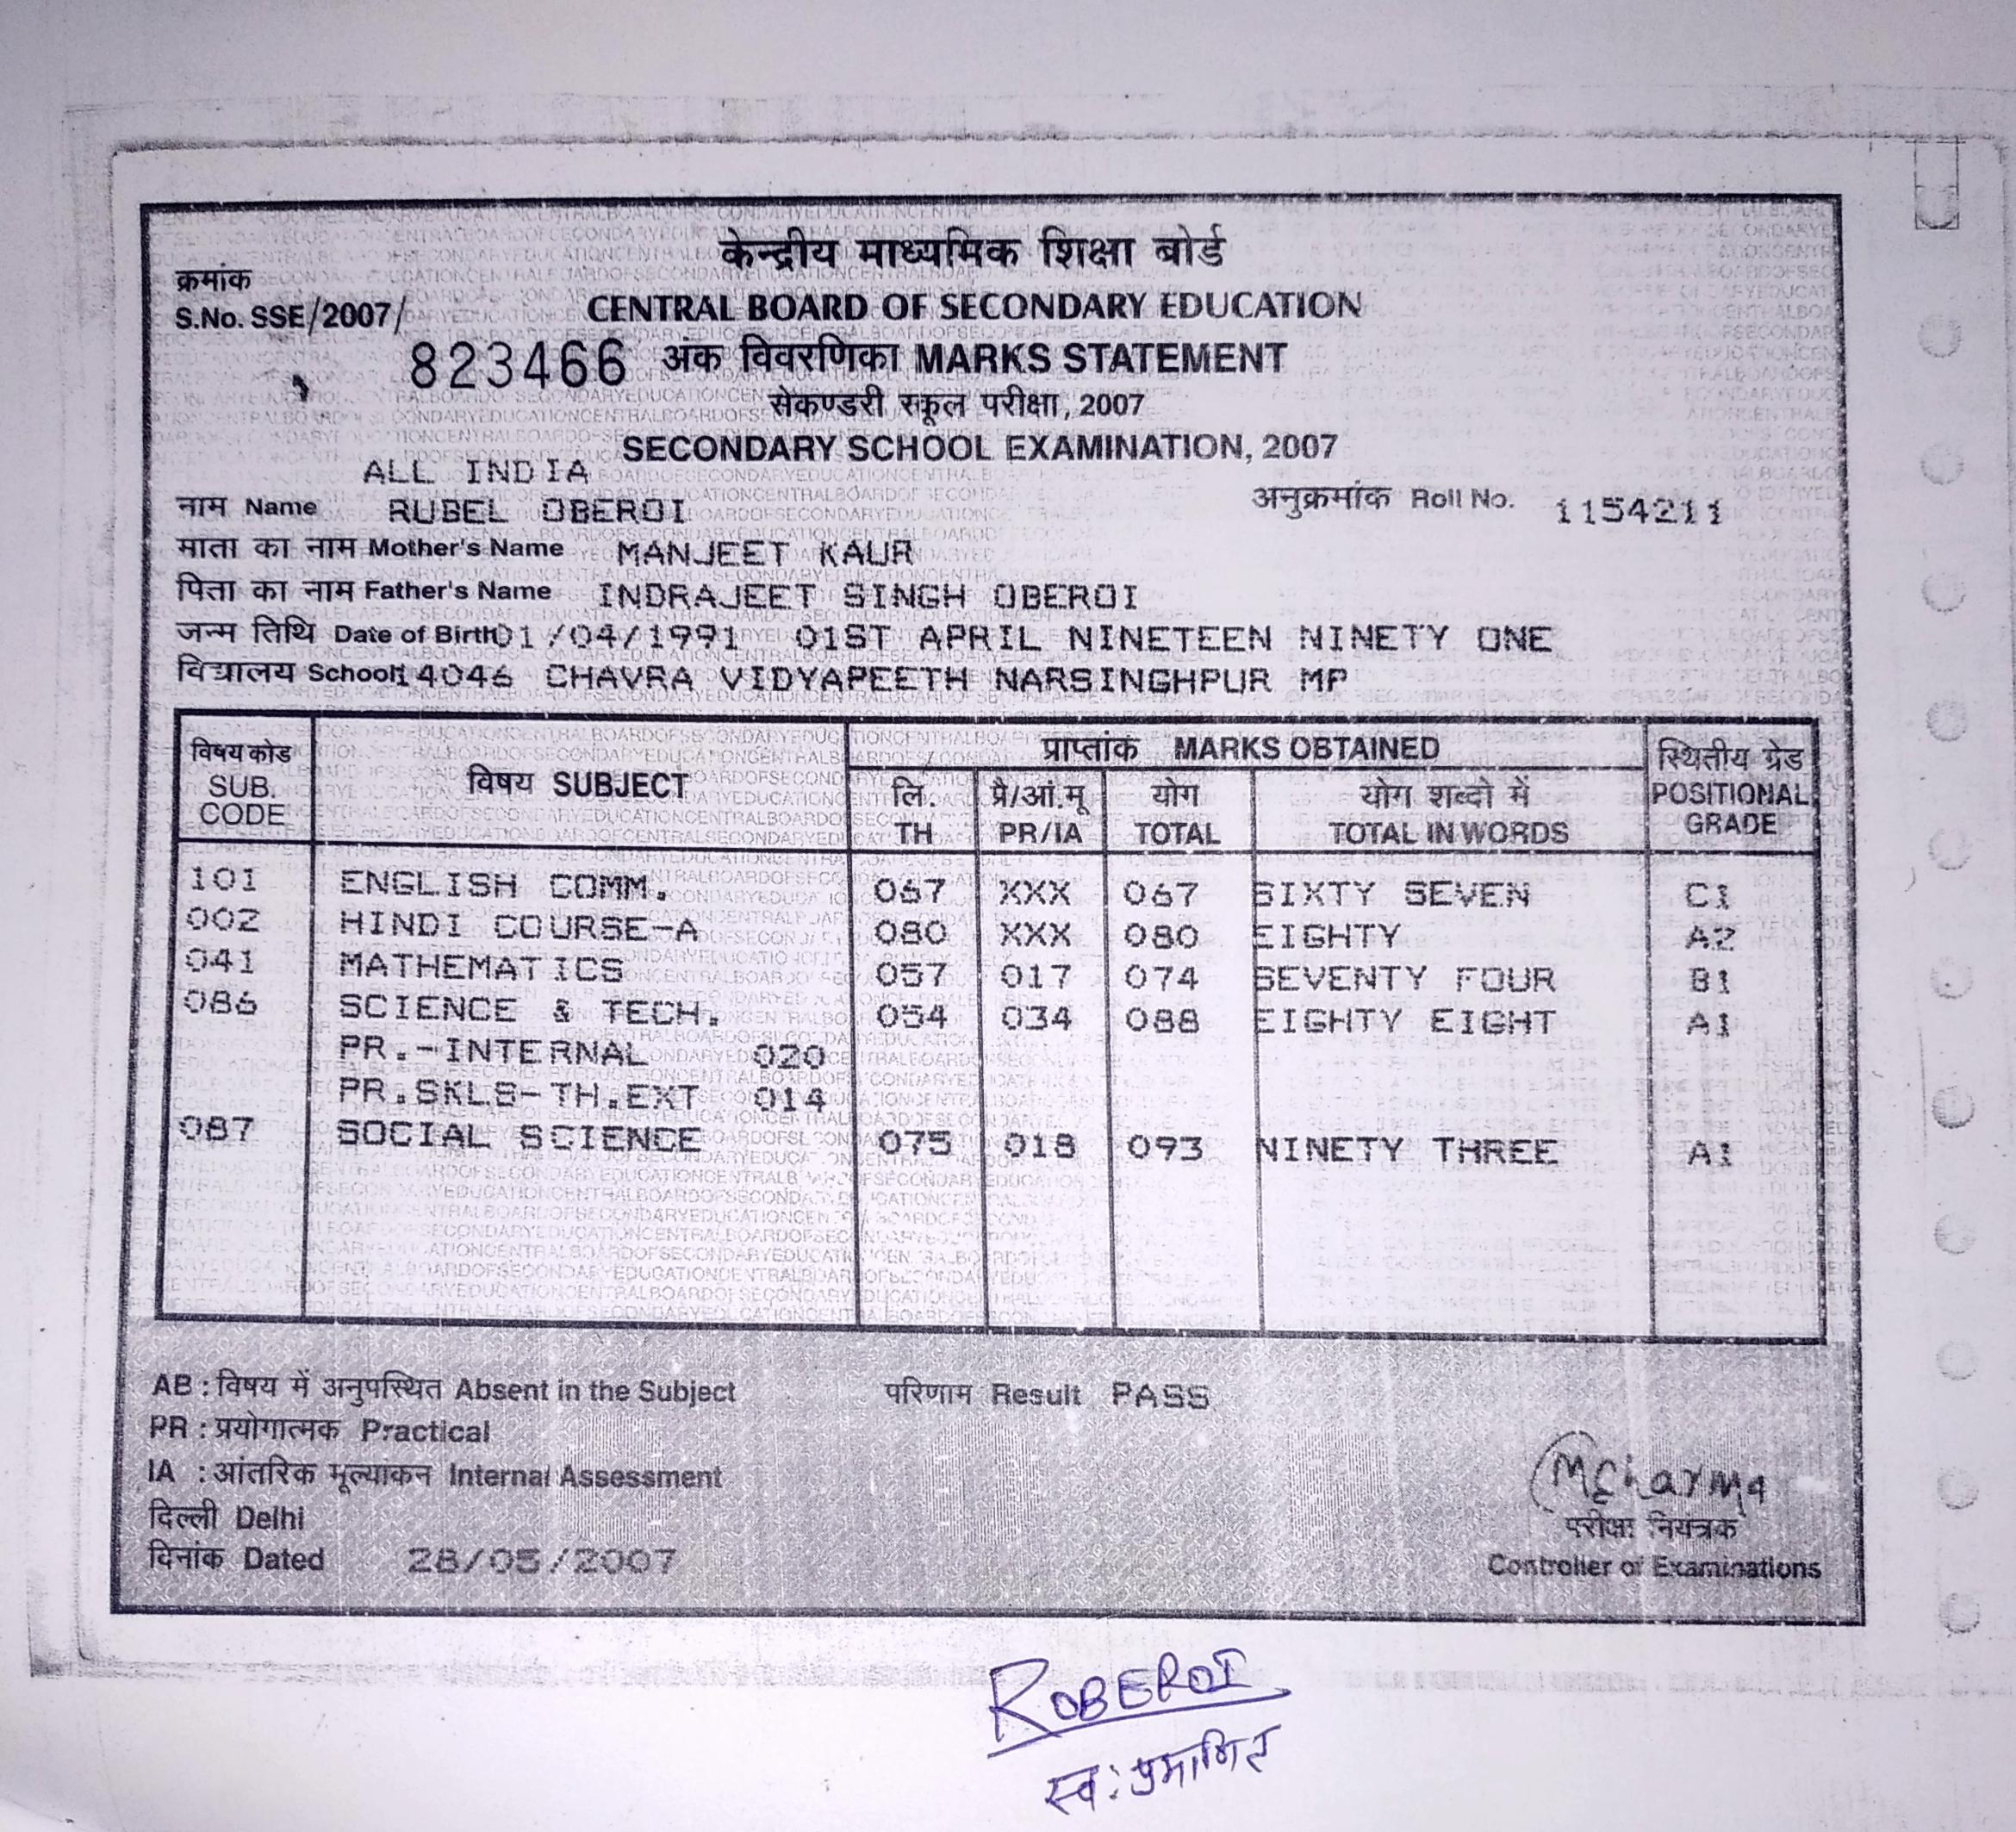 केन्द्रीय माध्यमिक शिक्षा बोर्ड
क्रमांक
S.No. SSE/2007/ CENTRAL BOARD OF SECONDARY EDUCATION
823466 अंक विवरणिका MARKS STATEMENT
सेकण्डरी स्कूल परीक्षा, 2007
SECONDARY SCHOOL EXAMINATION, 2007
ALL INDIA
नाम Name RUBEL OBEROI अनुक्रमांक Roll No. 1154211
माता का नाम Mother's Name MANJEET KAUR
पिता का नाम Father's Name INDRAJEET SINGH OBEROI
जन्म तिथि Date of Birth 01/04/1991 01ST APRIL NINETEEN NINETY ONE
विद्यालय School 14046 CHAVRA VIDYAPEETH NARSINGHPUR MP
विषय कोड SUB. CODE विषय SUBJECT प्राप्तांक MARKS OBTAINED स्थितीय ग्रेड POSITIONAL GRADE
लि. प्रै/आं.मू योग योग शब्दो में
TH PR/IA TOTAL TOTAL IN WORDS
101 ENGLISH COMM. 067 XXX 067 SIXTY SEVEN C1
002 HINDI COURSE-A 080 XXX 080 EIGHTY A2
041 MATHEMATICS 057 017 074 SEVENTY FOUR B1
086 SCIENCE & TECH. 054 034 088 EIGHTY EIGHT A1
PR.-INTERNAL 020
PR.SKLS-TH.EXT 014
087 SOCIAL SCIENCE 075 018 093 NINETY THREE A1
AB : विषय में अनुपस्थित Absent in the Subject परिणाम Result PASS
PR : प्रयोगात्मक Practical
IA : आंतरिक मूल्याकन Internal Assessment
दिल्ली Delhi
दिनांक Dated 28/05/2007
MCSharma
परीक्षा नियत्रक
Controller of Examinations
ROBEROI
स्व:प्रमाणित